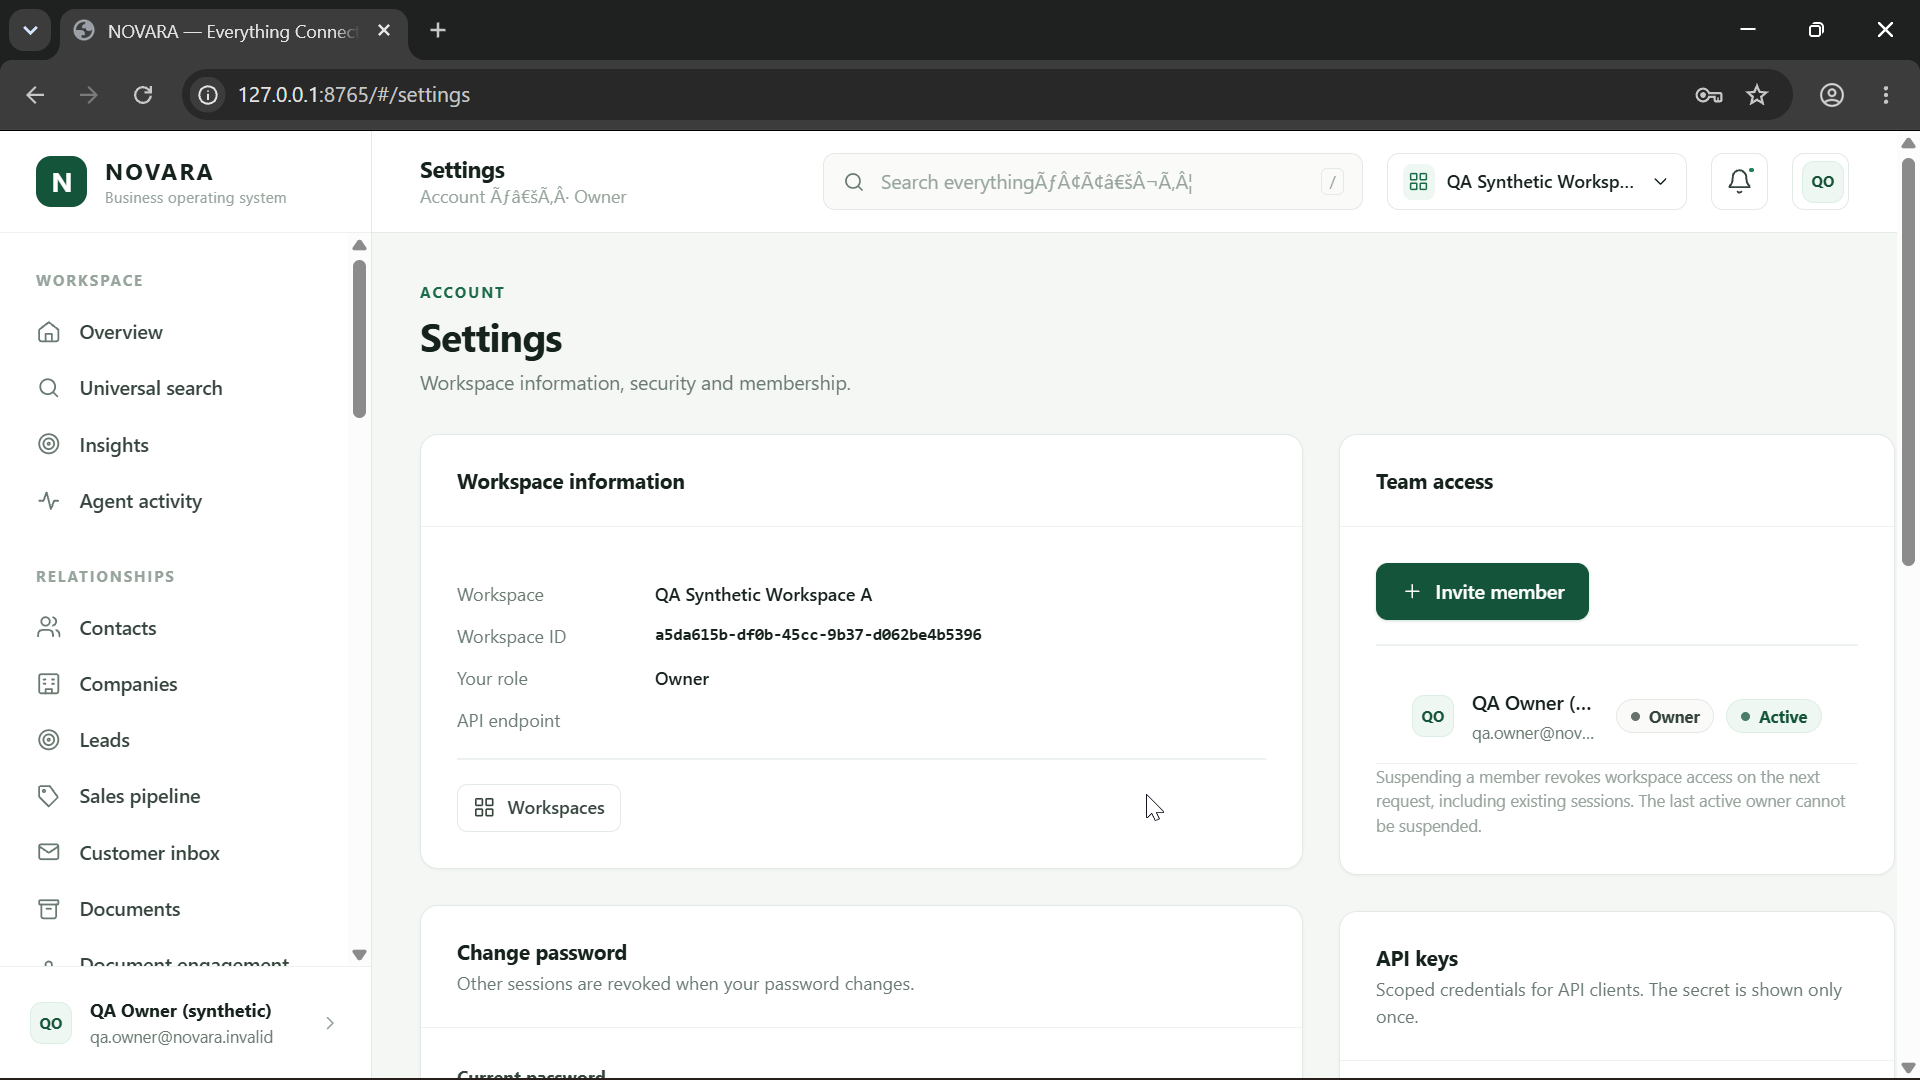 NOVARA — Everything Connect
127.0.0.1:8765/#/settings
N
NOVARA
Business operating system
Settings
Account Ãƒâ€šÃ‚Â· Owner
Search everythingÃƒÂ¢Ã¢â€šÂ¬Ã‚Â¦
/
QA Synthetic Worksp...
QO
WORKSPACE
Overview
Universal search
Insights
Agent activity
RELATIONSHIPS
Contacts
Companies
Leads
Sales pipeline
Customer inbox
Documents
Document engagement
QO
QA Owner (synthetic)
qa.owner@novara.invalid
ACCOUNT
Settings
Workspace information, security and membership.
Workspace information
Workspace
QA Synthetic Workspace A
Workspace ID
a5da615b-df0b-45cc-9b37-d062be4b5396
Your role
Owner
API endpoint
Workspaces
Change password
Other sessions are revoked when your password changes.
Current password
Team access
+ Invite member
QO
QA Owner (...
qa.owner@nov...
Owner
Active
Suspending a member revokes workspace access on the next
request, including existing sessions. The last active owner cannot
be suspended.
API keys
Scoped credentials for API clients. The secret is shown only
once.